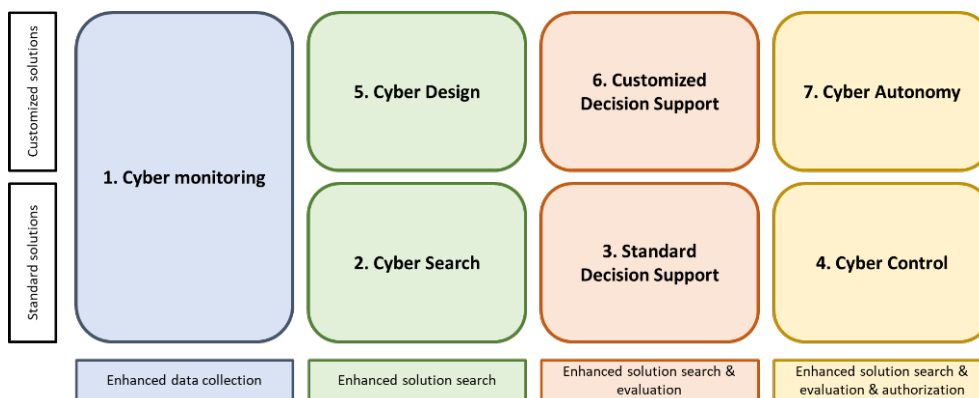 Customized solutions
5. Cyber Design
6. Customized
Decision Support
7. Cyber Autonomy
1. Cyber monitoring
Standard solutions
2. Cyber Search
3. Standard
Decision Support
4. Cyber Control
Enhanced data collection
Enhanced solution search
Enhanced solution search &
evaluation
Enhanced solution search &
evaluation & authorization